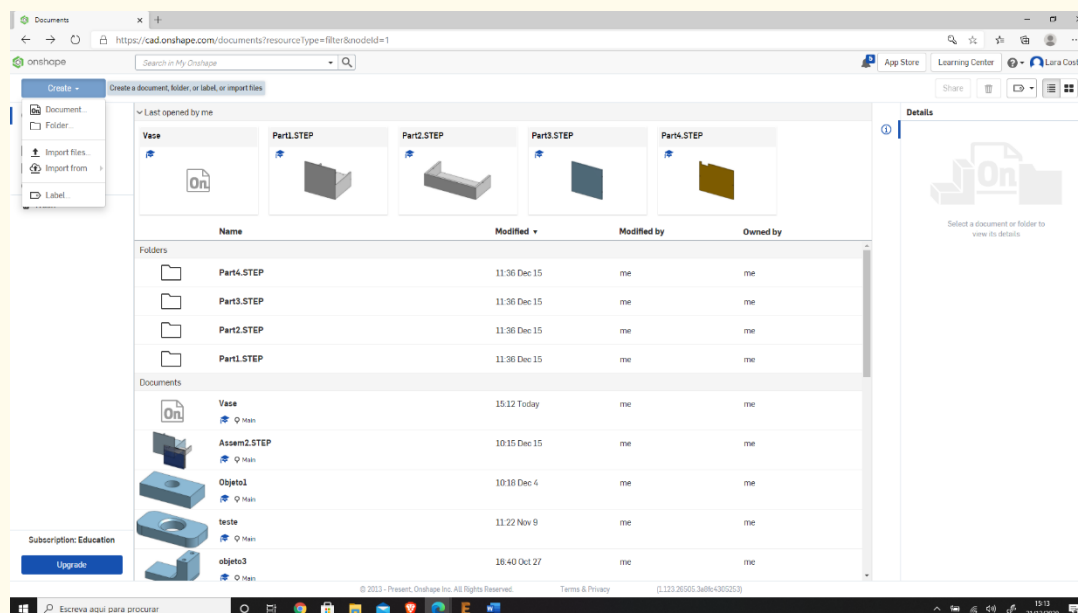 Documents
https://cad.onshape.com/documents?resourceType=filter&nodeId=1
onshape
Search in My Onshape
5
App Store
Learning Center
Lara Cost
Create
Create a document, folder, or label, or import files
Share
Document...
Folder...
Import files...
Import from
Label...
Last opened by me
Vase
Part1.STEP
Part2.STEP
Part3.STEP
Part4.STEP
On
Details
On
Select a document or folder to
view its details
Name Modified Modified by Owned by
Folders
Part4.STEP 11:36 Dec 15 me me
Part3.STEP 11:36 Dec 15 me me
Part2.STEP 11:36 Dec 15 me me
Part1.STEP 11:36 Dec 15 me me
Documents
On
Vase 15:12 Today me me
Main
Assem2.STEP 10:15 Dec 15 me me
Main
Objeto1 10:18 Dec 4 me me
Main
teste 11:22 Nov 9 me me
Main
objeto3 16:40 Oct 27 me me
Main
Subscription: Education
Upgrade
© 2013 - Present, Onshape Inc. All Rights Reserved.
Terms & Privacy
Escreva aqui para procurar
15:13